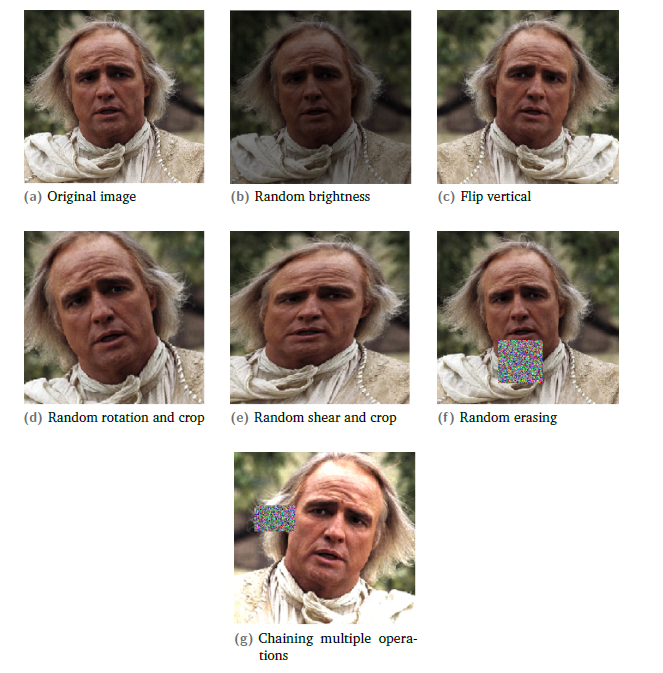 (a) Original image
(b) Random brightness
(c) Flip vertical
(d) Random rotation and crop
(e) Random shear and crop
(f) Random erasing
(g) Chaining multiple opera-
tions